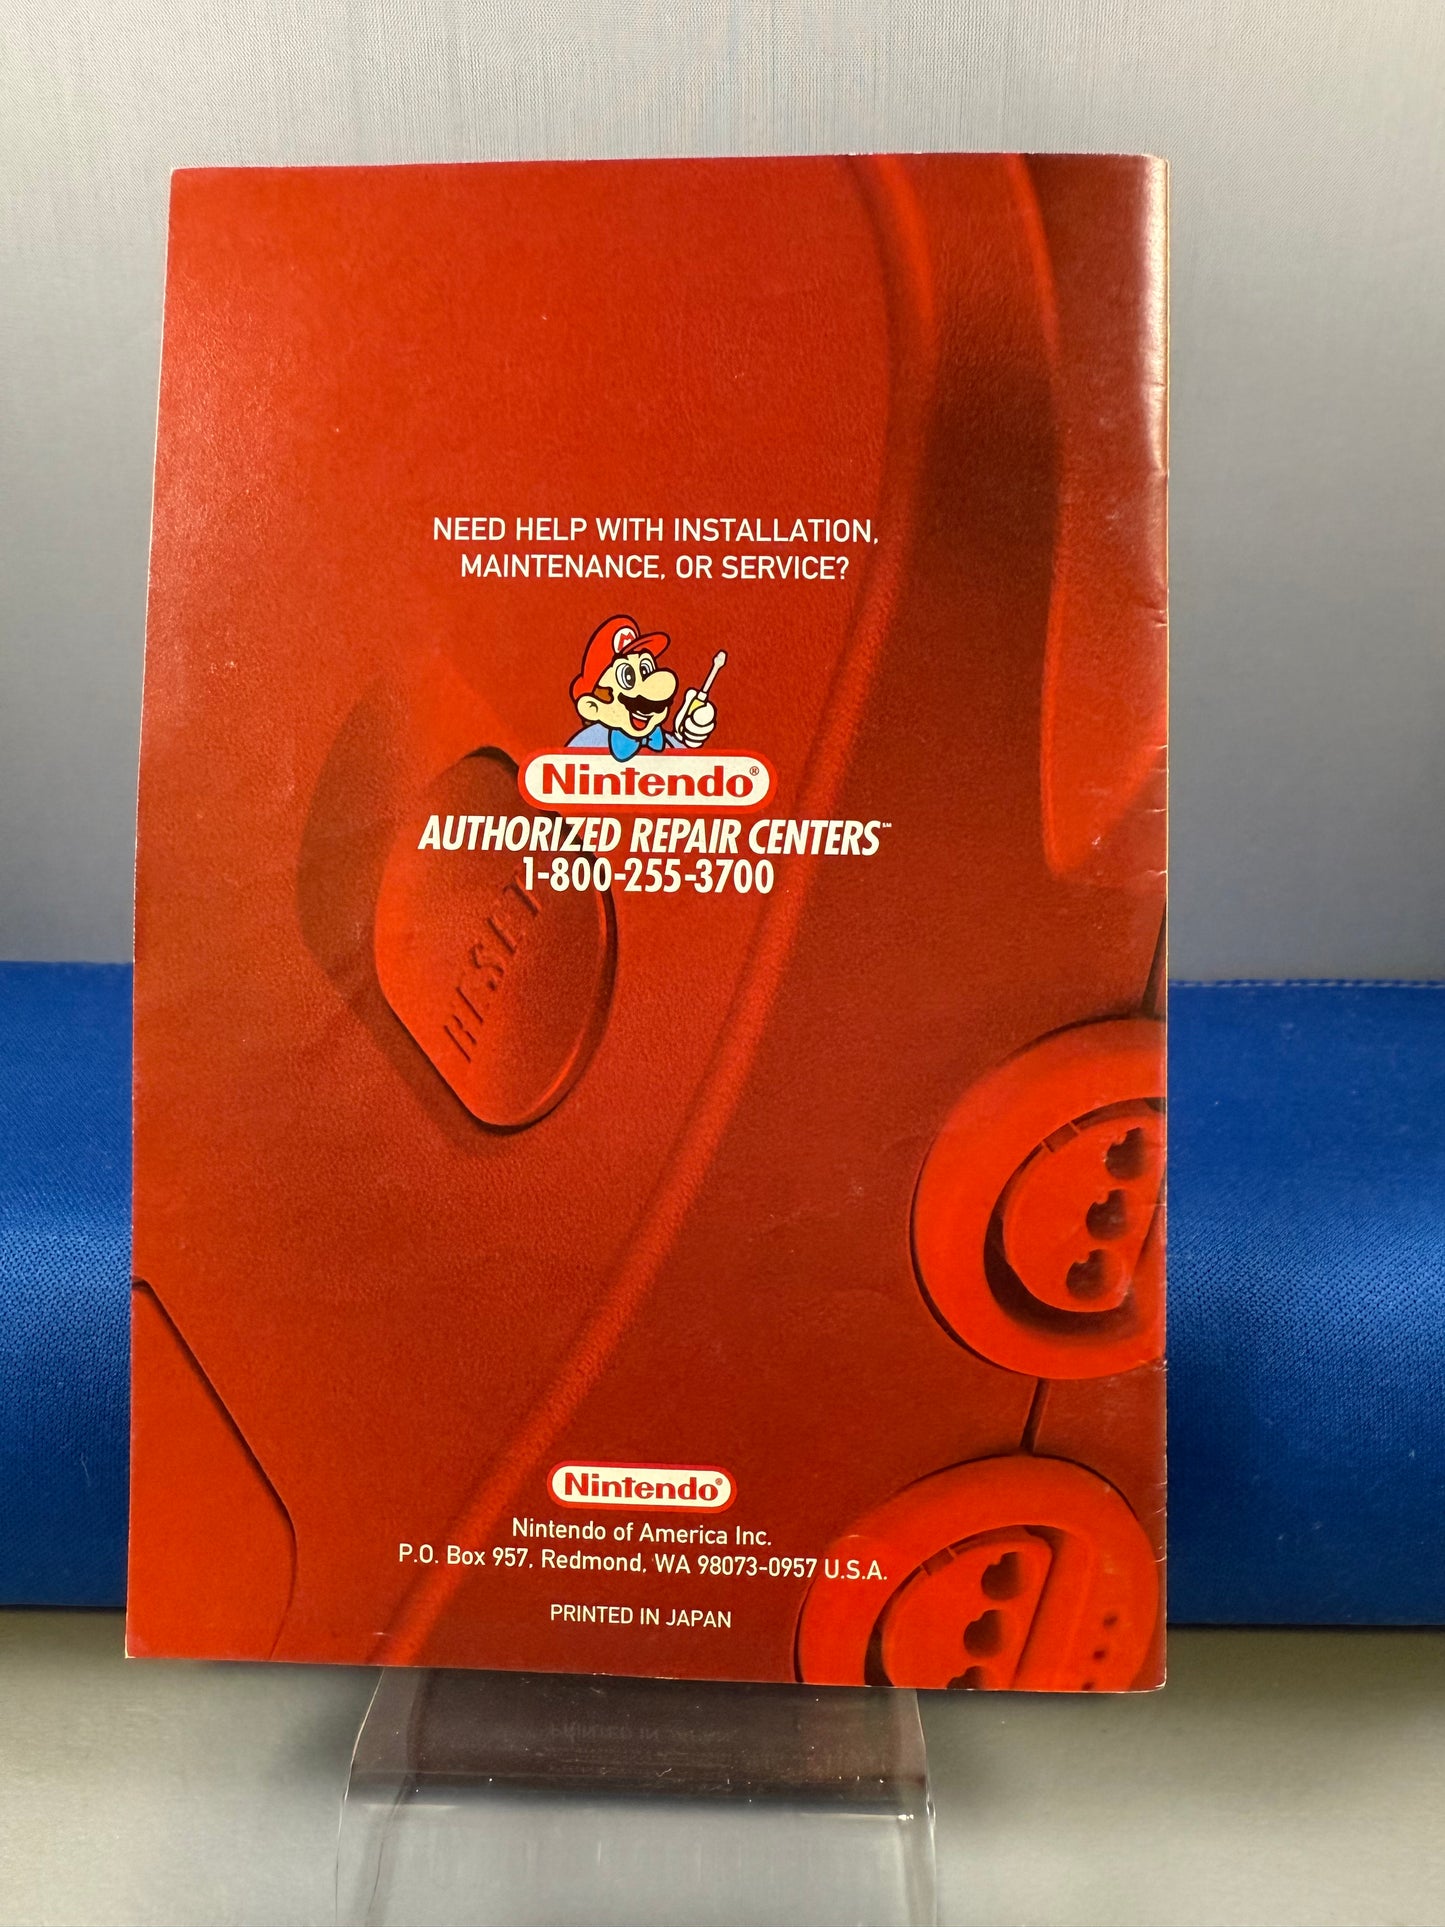 NEED HELP WITH INSTALLATION,
MAINTENANCE, OR SERVICE?
M
Nintendo®
AUTHORIZED REPAIR CENTERS℠
1-800-255-3700
RESET
Nintendo®
Nintendo of America Inc.
P.O. Box 957, Redmond, WA 98073-0957 U.S.A.
PRINTED IN JAPAN